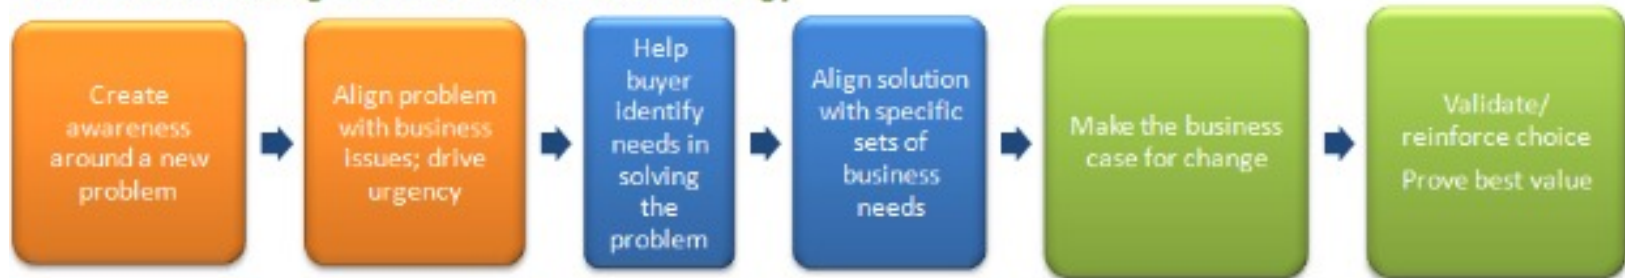 Create
awareness
around a new
problem
Align problem
with business
issues; drive
urgency
Help
buyer
identify
needs in
solving
the
problem
Align solution
with specific
sets of
business
needs
Make the business
case for change
Validate/
reinforce choice
Prove best value